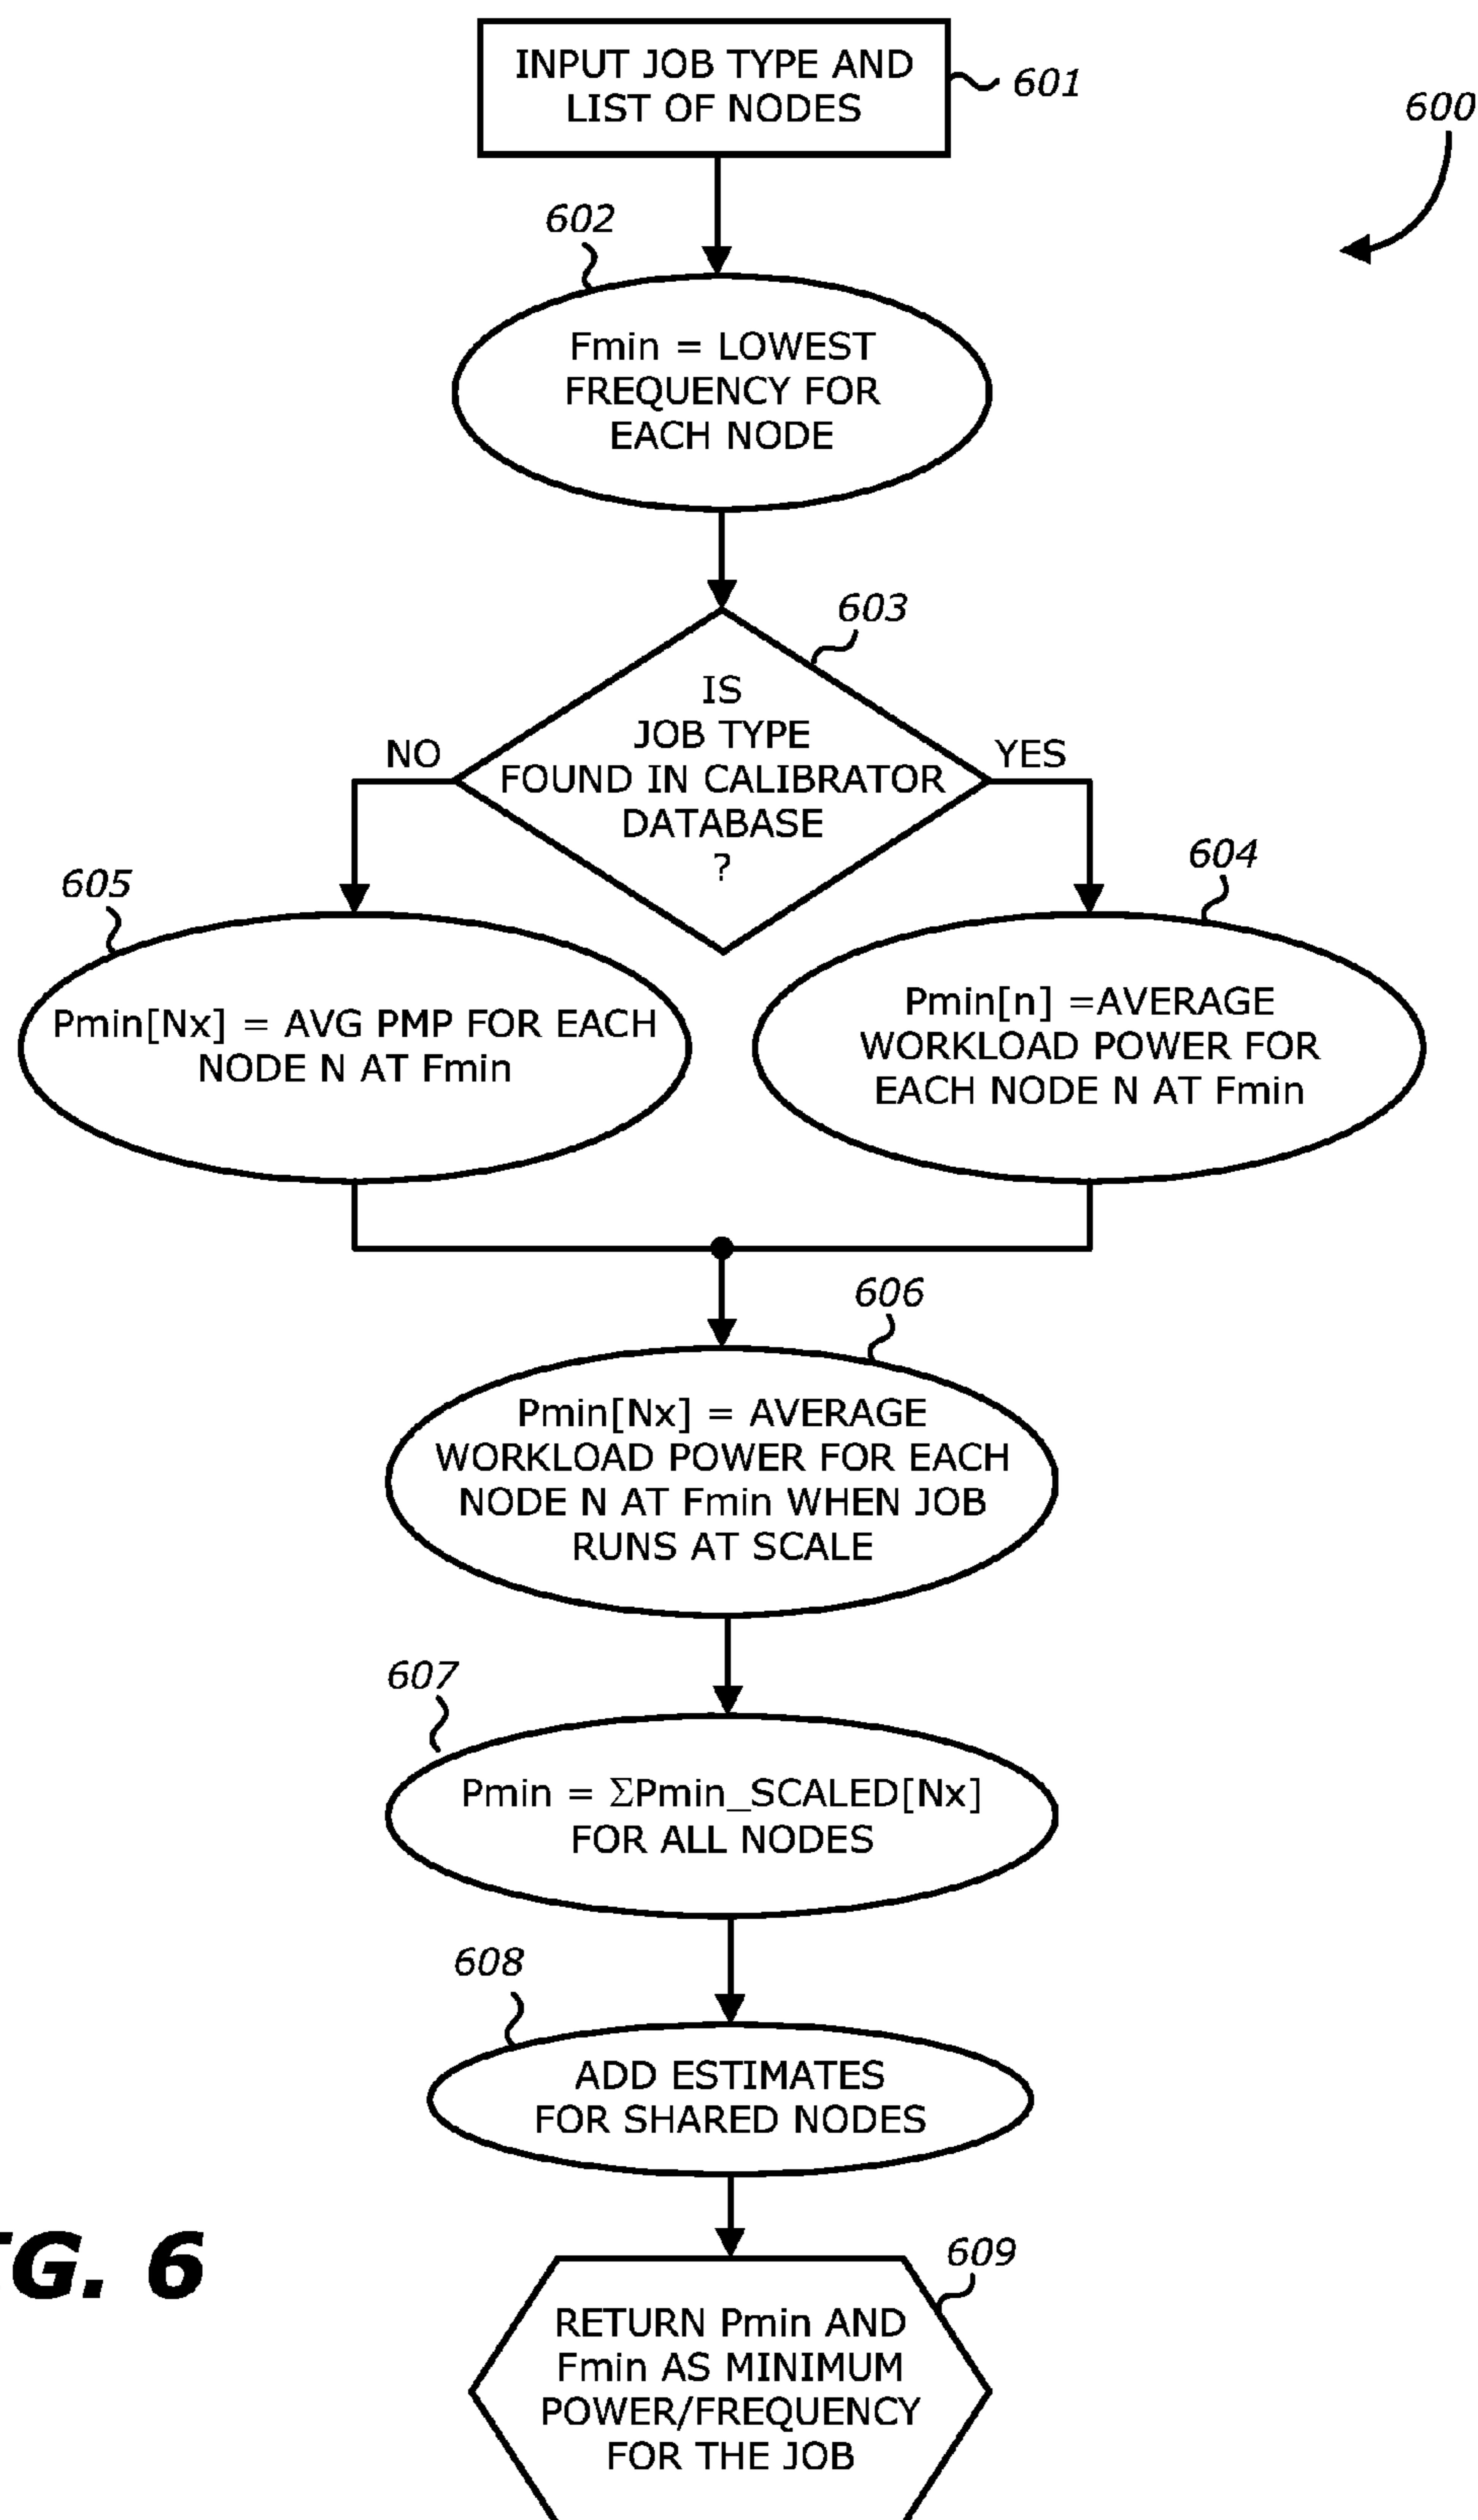 INPUT JOB TYPE AND
LIST OF NODES
601
600
602
Fmin = LOWEST
FREQUENCY FOR
EACH NODE
603
IS
JOB TYPE
FOUND IN CALIBRATOR
DATABASE
?
NO
YES
605
604
Pmin[Nx] = AVG PMP FOR EACH
NODE N AT Fmin
Pmin[n] =AVERAGE
WORKLOAD POWER FOR
EACH NODE N AT Fmin
606
Pmin[Nx] = AVERAGE
WORKLOAD POWER FOR EACH
NODE N AT Fmin WHEN JOB
RUNS AT SCALE
607
Pmin = ΣPmin_SCALED[Nx]
FOR ALL NODES
608
ADD ESTIMATES
FOR SHARED NODES
609
RETURN Pmin AND
Fmin AS MINIMUM
POWER/FREQUENCY
FOR THE JOB
G. 6